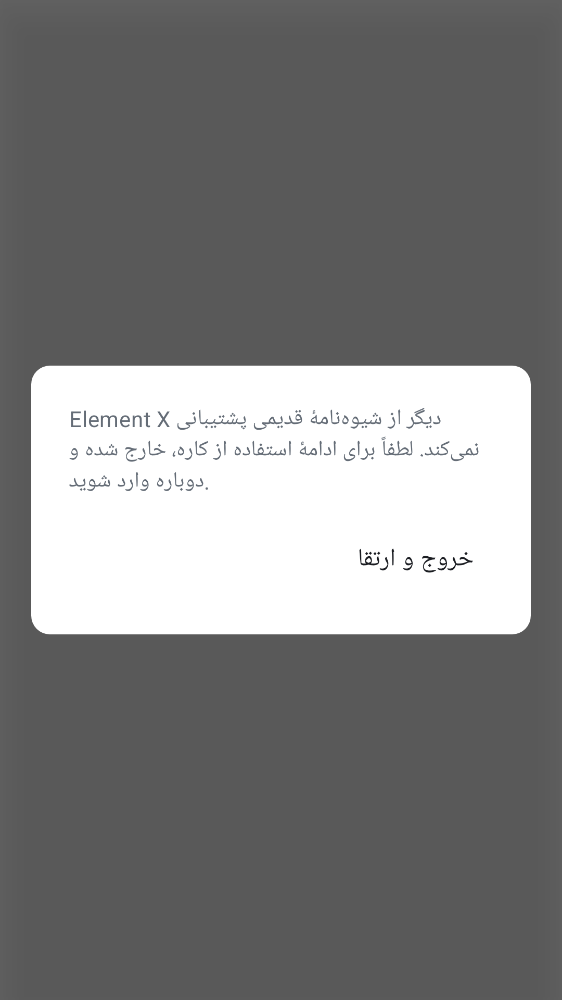 Element X دیگر از شیوه‌نامهٔ قدیمی پشتیبانی
نمی‌کند. لطفاً برای ادامهٔ استفاده از کاره، خارج شده و
دوباره وارد شوید.
خروج و ارتقا